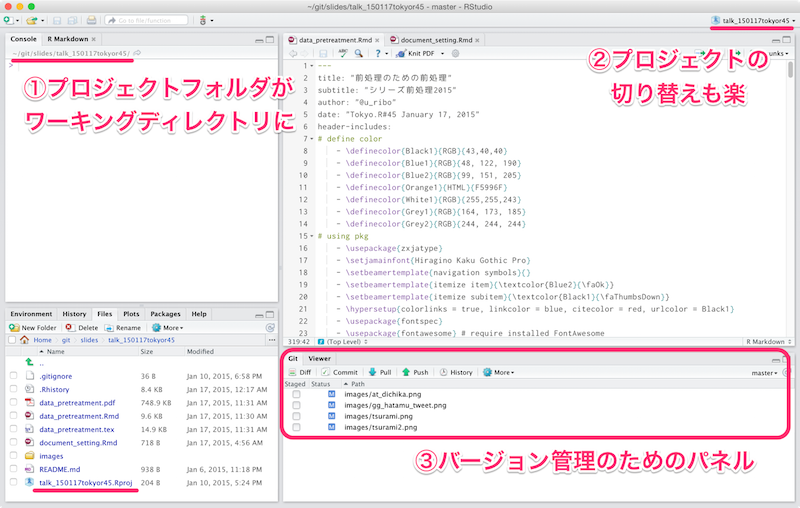 ~/git/slides/talk_150117tokyor45 - master - RStudio
Go to file/function
talk_150117tokyor45
Console
R Markdown
~/git/slides/talk_150117tokyor45/
>
①プロジェクトフォルダが
ワーキングディレクトリに
data_pretreatment.Rmd
document_setting.Rmd
ABC
Knit PDF
unks
②プロジェクトの
切り替えも楽
1 ---
2 title: "前処理のための前処理"
3 subtitle: "シリーズ前処理2015"
4 author: "@u_ribo"
5 date: "Tokyo.R#45 January 17, 2015"
6 header-includes:
7 # define color
8 - \definecolor{Black1}{RGB}{43,40,40}
9 - \definecolor{Blue1}{RGB}{48, 122, 190}
10 - \definecolor{Blue2}{RGB}{99, 151, 205}
11 - \definecolor{Orange1}{HTML}{F5996F}
12 - \definecolor{White1}{RGB}{255,255,243}
13 - \definecolor{Grey1}{RGB}{164, 173, 185}
14 - \definecolor{Grey2}{RGB}{244, 244, 244}
15 # using pkg
16 - \usepackage{zxjatype}
17 - \setjamainfont{Hiragino Kaku Gothic Pro}
18 - \setbeamertemplate{navigation symbols}{}
19 - \setbeamertemplate{itemize item}{\textcolor{Blue2}{\faOk}}
20 - \setbeamertemplate{itemize subitem}{\textcolor{Black1}{\faThumbsDown}}
21 - \hypersetup{colorlinks = true, linkcolor = blue, citecolor = red, urlcolor = Black1}
22 - \usepackage{fontspec}
23 - \usepackage{fontawesome} # require installed FontAwesome
319:42
(Top Level)
R Markdown
Environment History Files Plots Packages Help
New Folder Delete Rename More
Home git slides talk_150117tokyor45
Name Size Modified
..
.gitignore 36 B Jan 10, 2015, 6:58 PM
.Rhistory 8.4 KB Jan 17, 2015, 12:17 AM
data_pretreatment.pdf 748.9 KB Jan 17, 2015, 11:31 AM
data_pretreatment.Rmd 9.6 KB Jan 17, 2015, 11:30 AM
data_pretreatment.tex 14.9 KB Jan 17, 2015, 11:31 AM
document_setting.Rmd 718 B Jan 17, 2015, 4:56 AM
images
README.md 938 B Jan 6, 2015, 11:18 PM
talk_150117tokyor45.Rproj 204 B Jan 10, 2015, 5:24 PM
Git Viewer
Diff Commit Pull Push History More master
Staged Status Path
M images/at_dichika.png
M images/gg_hatamu_tweet.png
M images/tsurami.png
M images/tsurami2.png
③バージョン管理のためのパネル